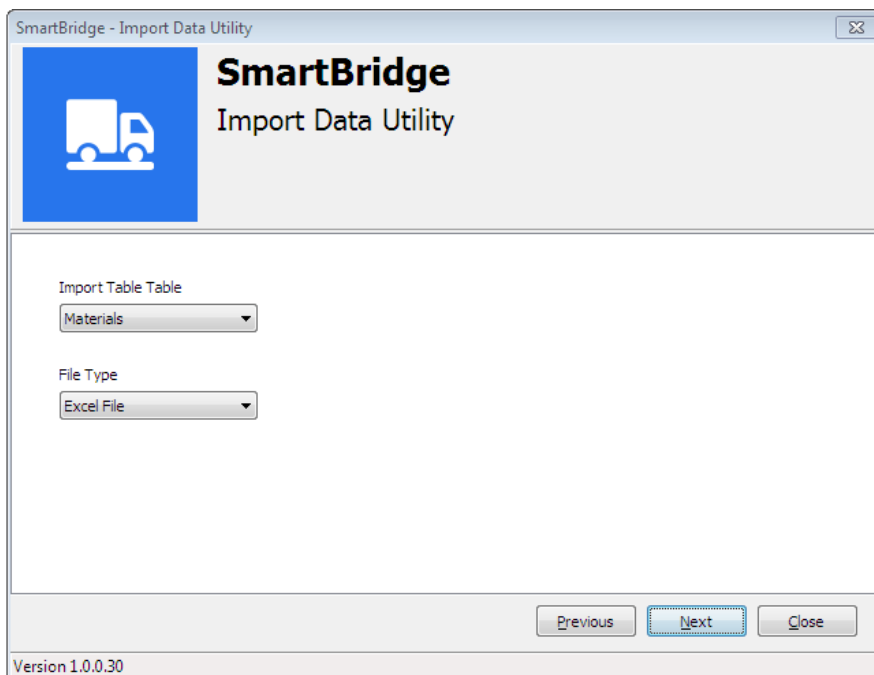 SmartBridge - Import Data Utility
SmartBridge
Import Data Utility
Import Table Table
Materials
File Type
Excel File
Previous Next Close
Version 1.0.0.30